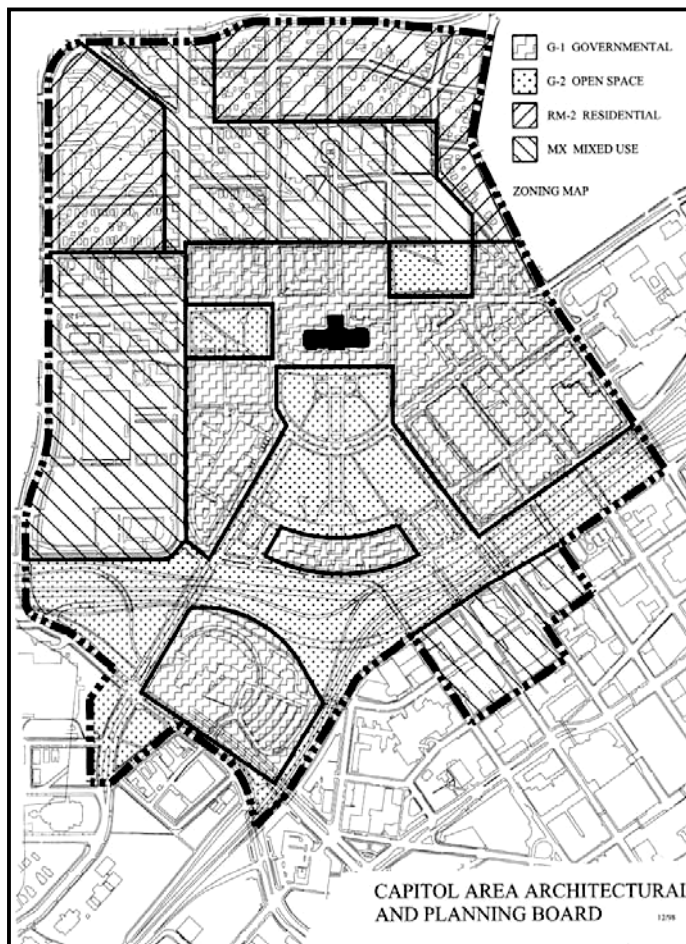 G-1 GOVERNMENTAL
G-2 OPEN SPACE
RM-2 RESIDENTIAL
MX MIXED USE
ZONING MAP
CAPITOL AREA ARCHITECTURAL
AND PLANNING BOARD
12/98